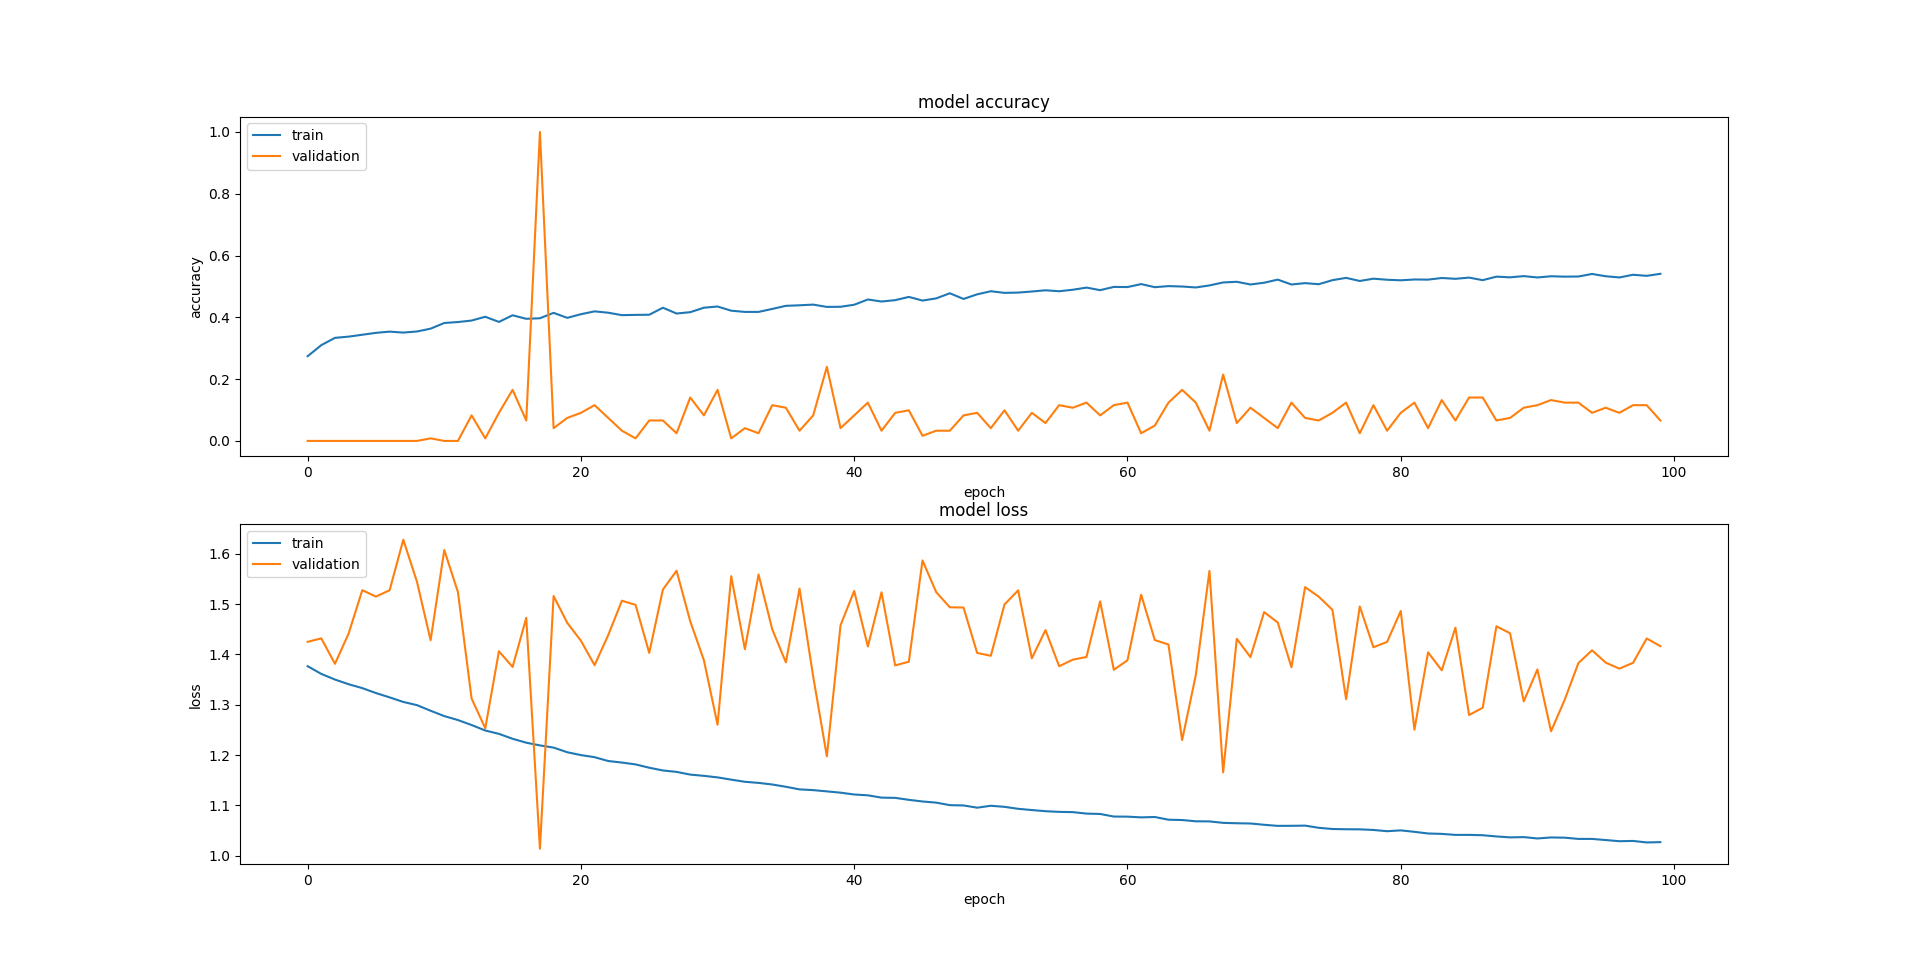 model accuracy
train
validation
1.0
0.8
0.6
0.4
0.2
0.0
accuracy
0 20 40 60 80 100
epoch
model loss
train
validation
1.6
1.5
1.4
1.3
1.2
1.1
1.0
loss
0 20 40 60 80 100
epoch